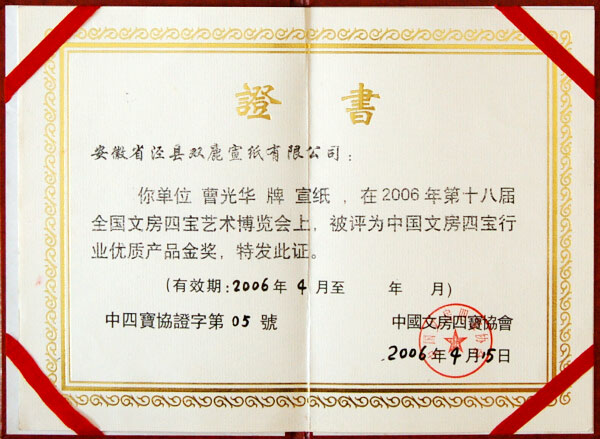 證書
安徽省泾县双鹿宣纸有限公司：
你单位 曹光华 牌 宣纸 ，在2006年第十八届
全国文房四宝艺术博览会上，被评为中国文房四宝行
业优质产品金奖，特发此证。
(有效期:2006年4月至 年 月)
中四寶協證字第05號
中國文房四寶協會
2006年4月15日